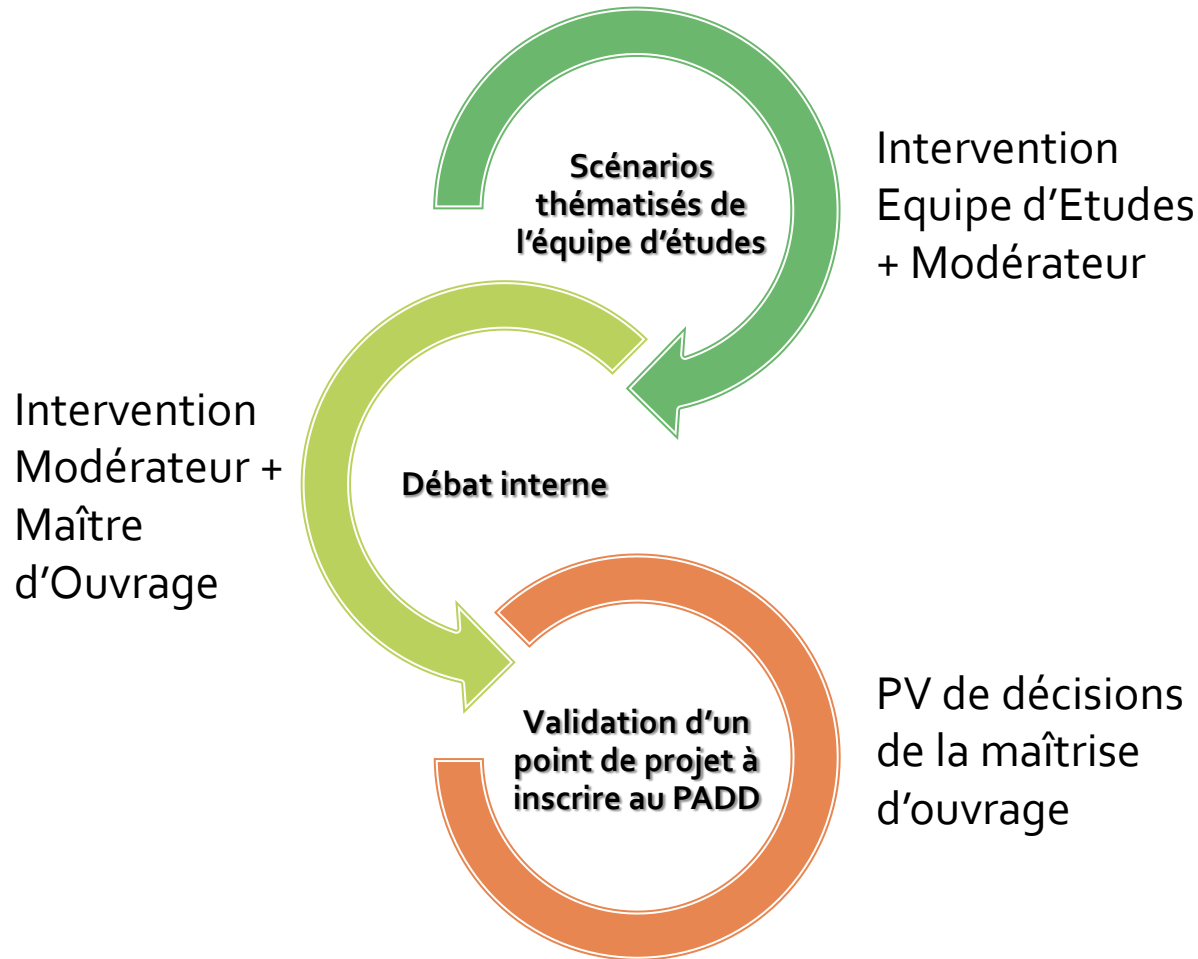 Scénarios
thématisés de
l'équipe d'études
Intervention
Equipe d'Etudes
+ Modérateur
Intervention
Modérateur +
Maître
d'Ouvrage
Débat interne
Validation d'un
point de projet à
inscrire au PADD
PV de décisions
de la maîtrise
d'ouvrage